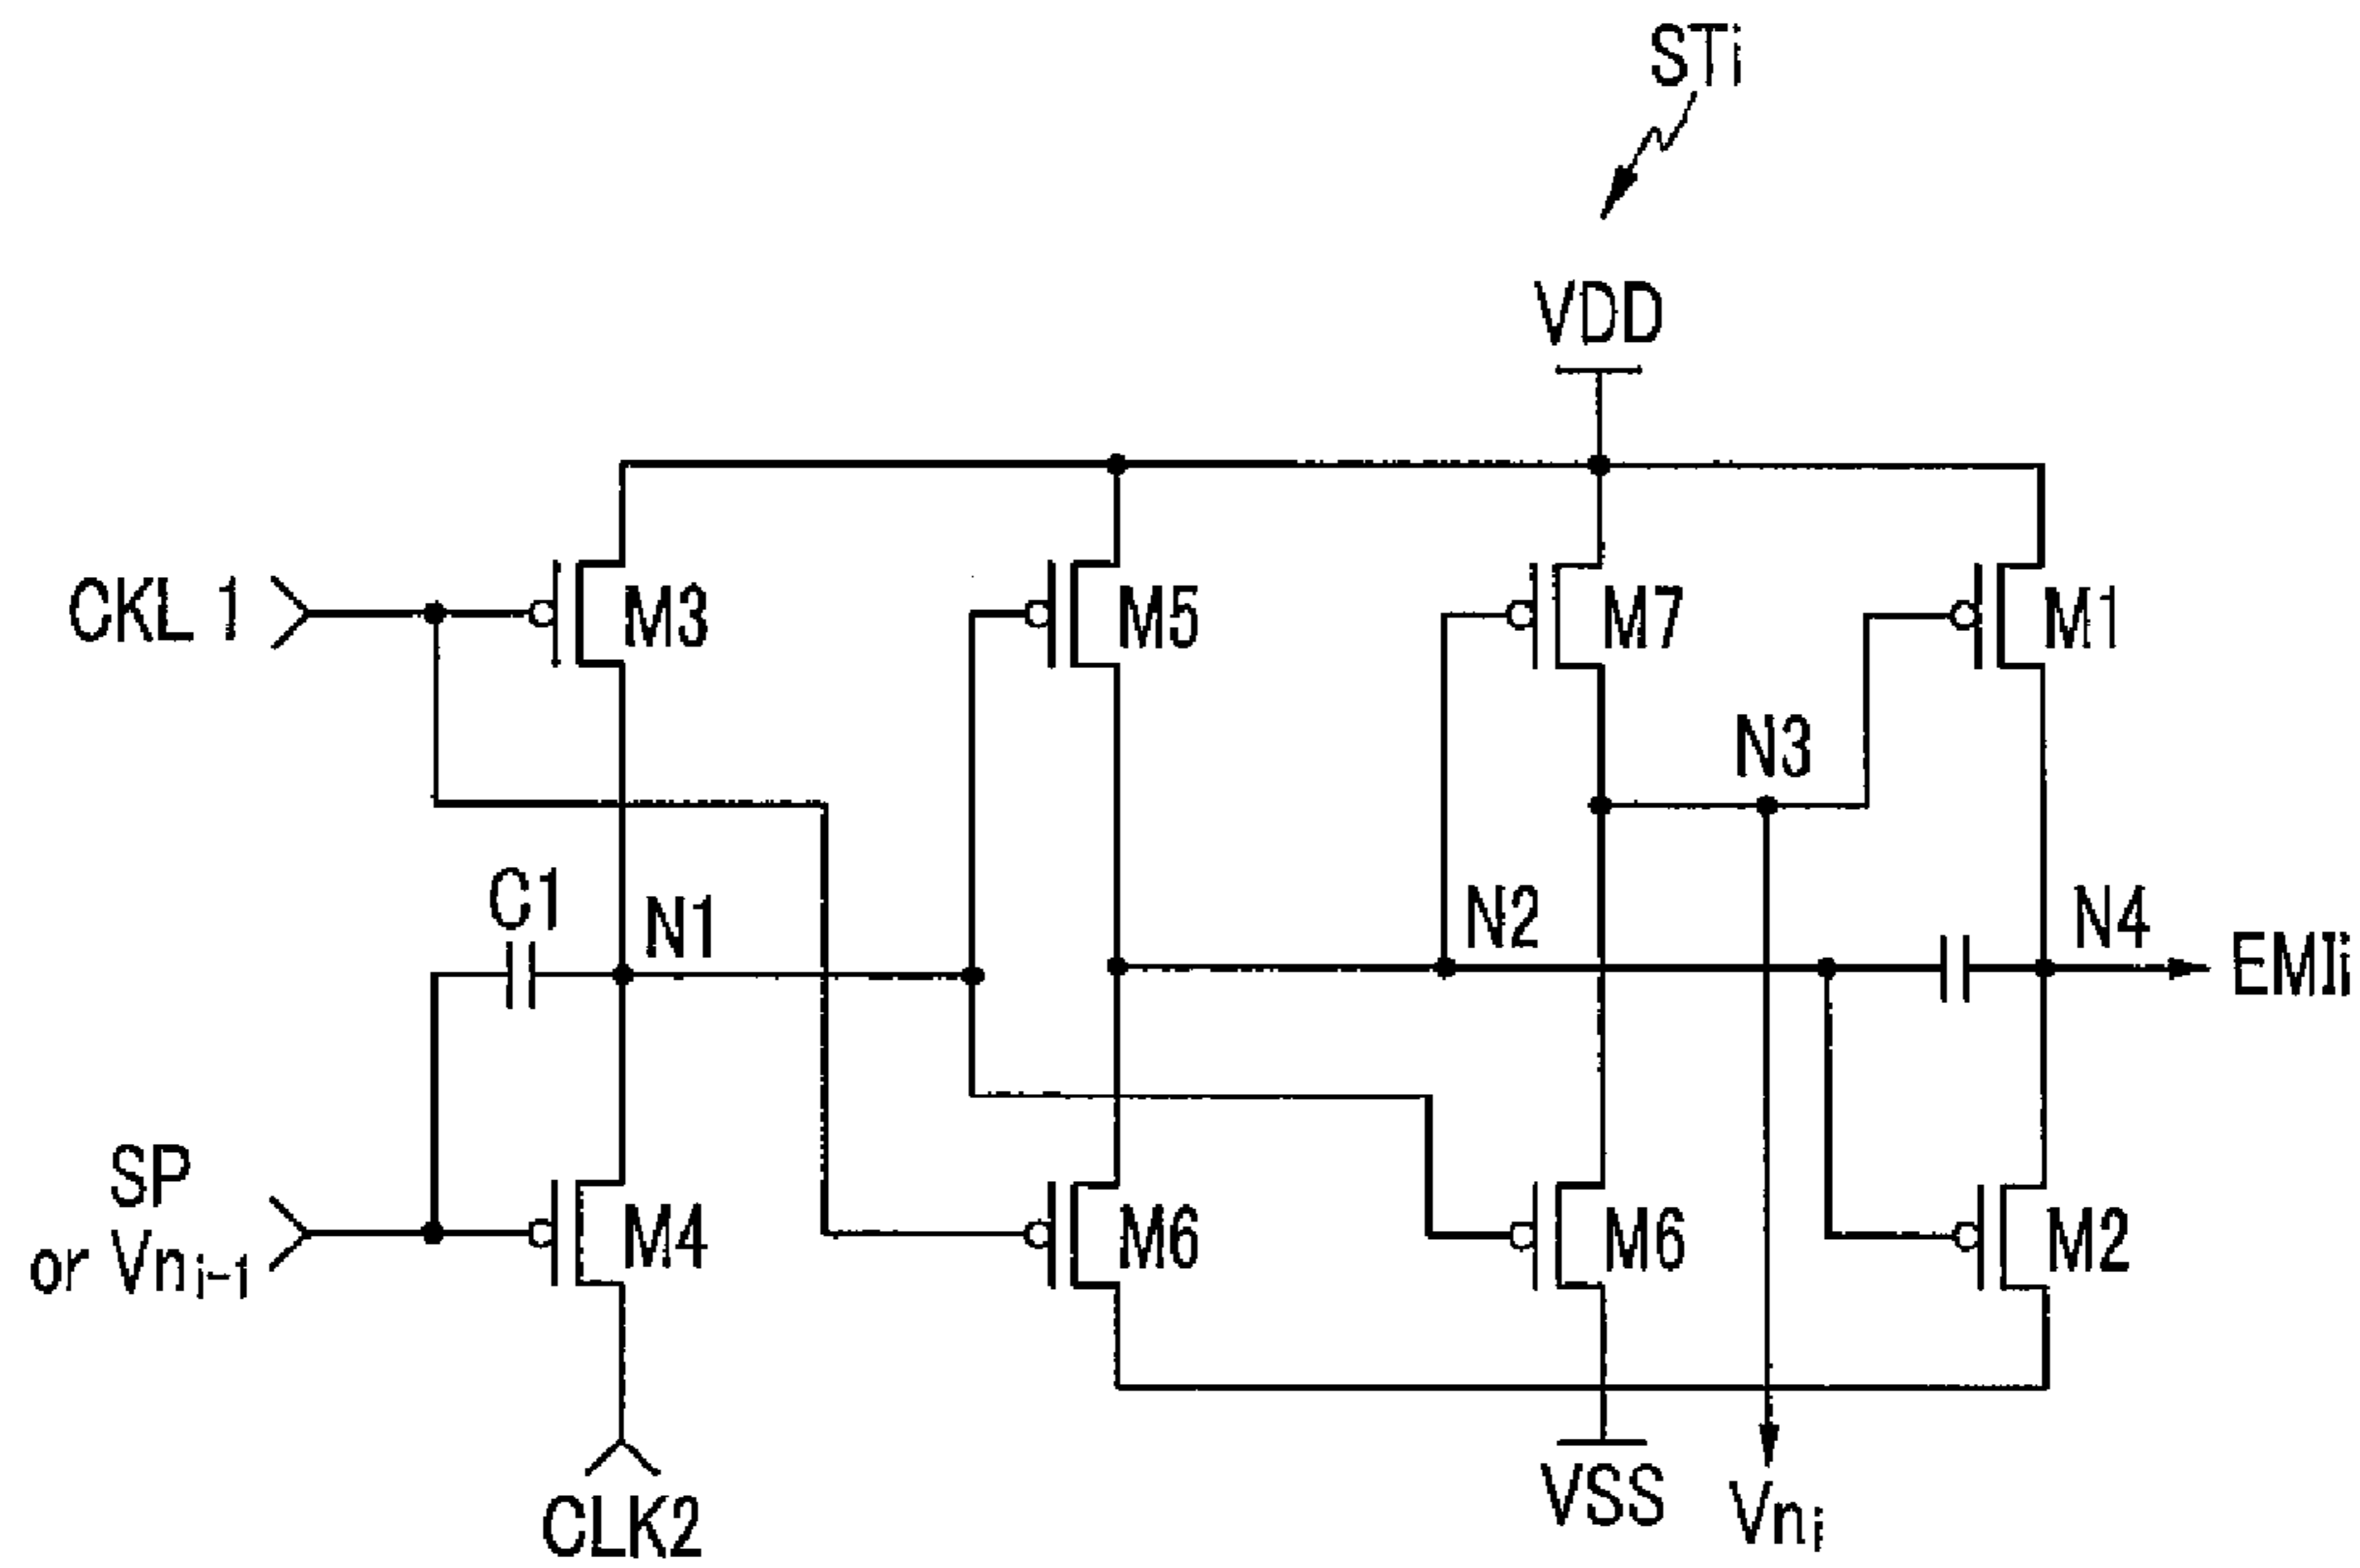 STi
VDD
CKL 1
M3
M5
M7
M1
N3
C1
N1
N2
N4
EMIi
SP
or Vni-1
M4
M6
M6
M2
CLK2
VSS
Vni